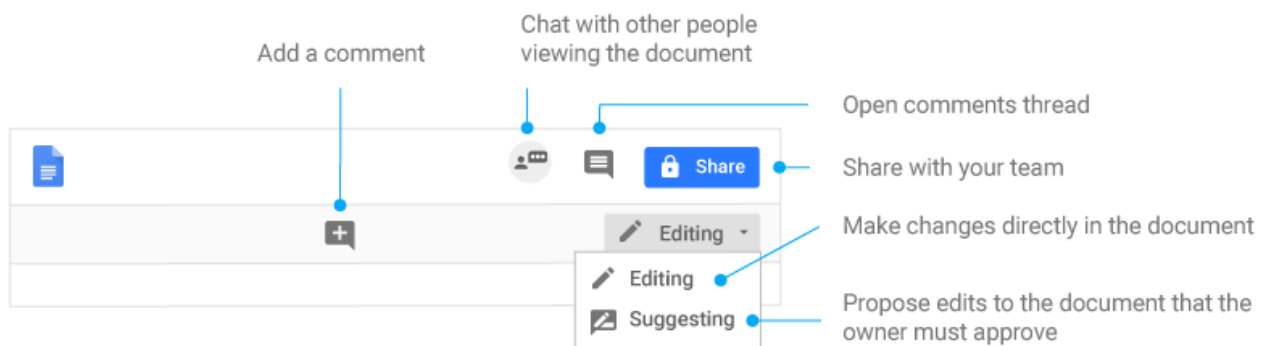 Chat with other people
viewing the document
Add a comment
Open comments thread
Share
Share with your team
Editing
Make changes directly in the document
Editing
Suggesting
Propose edits to the document that the
owner must approve